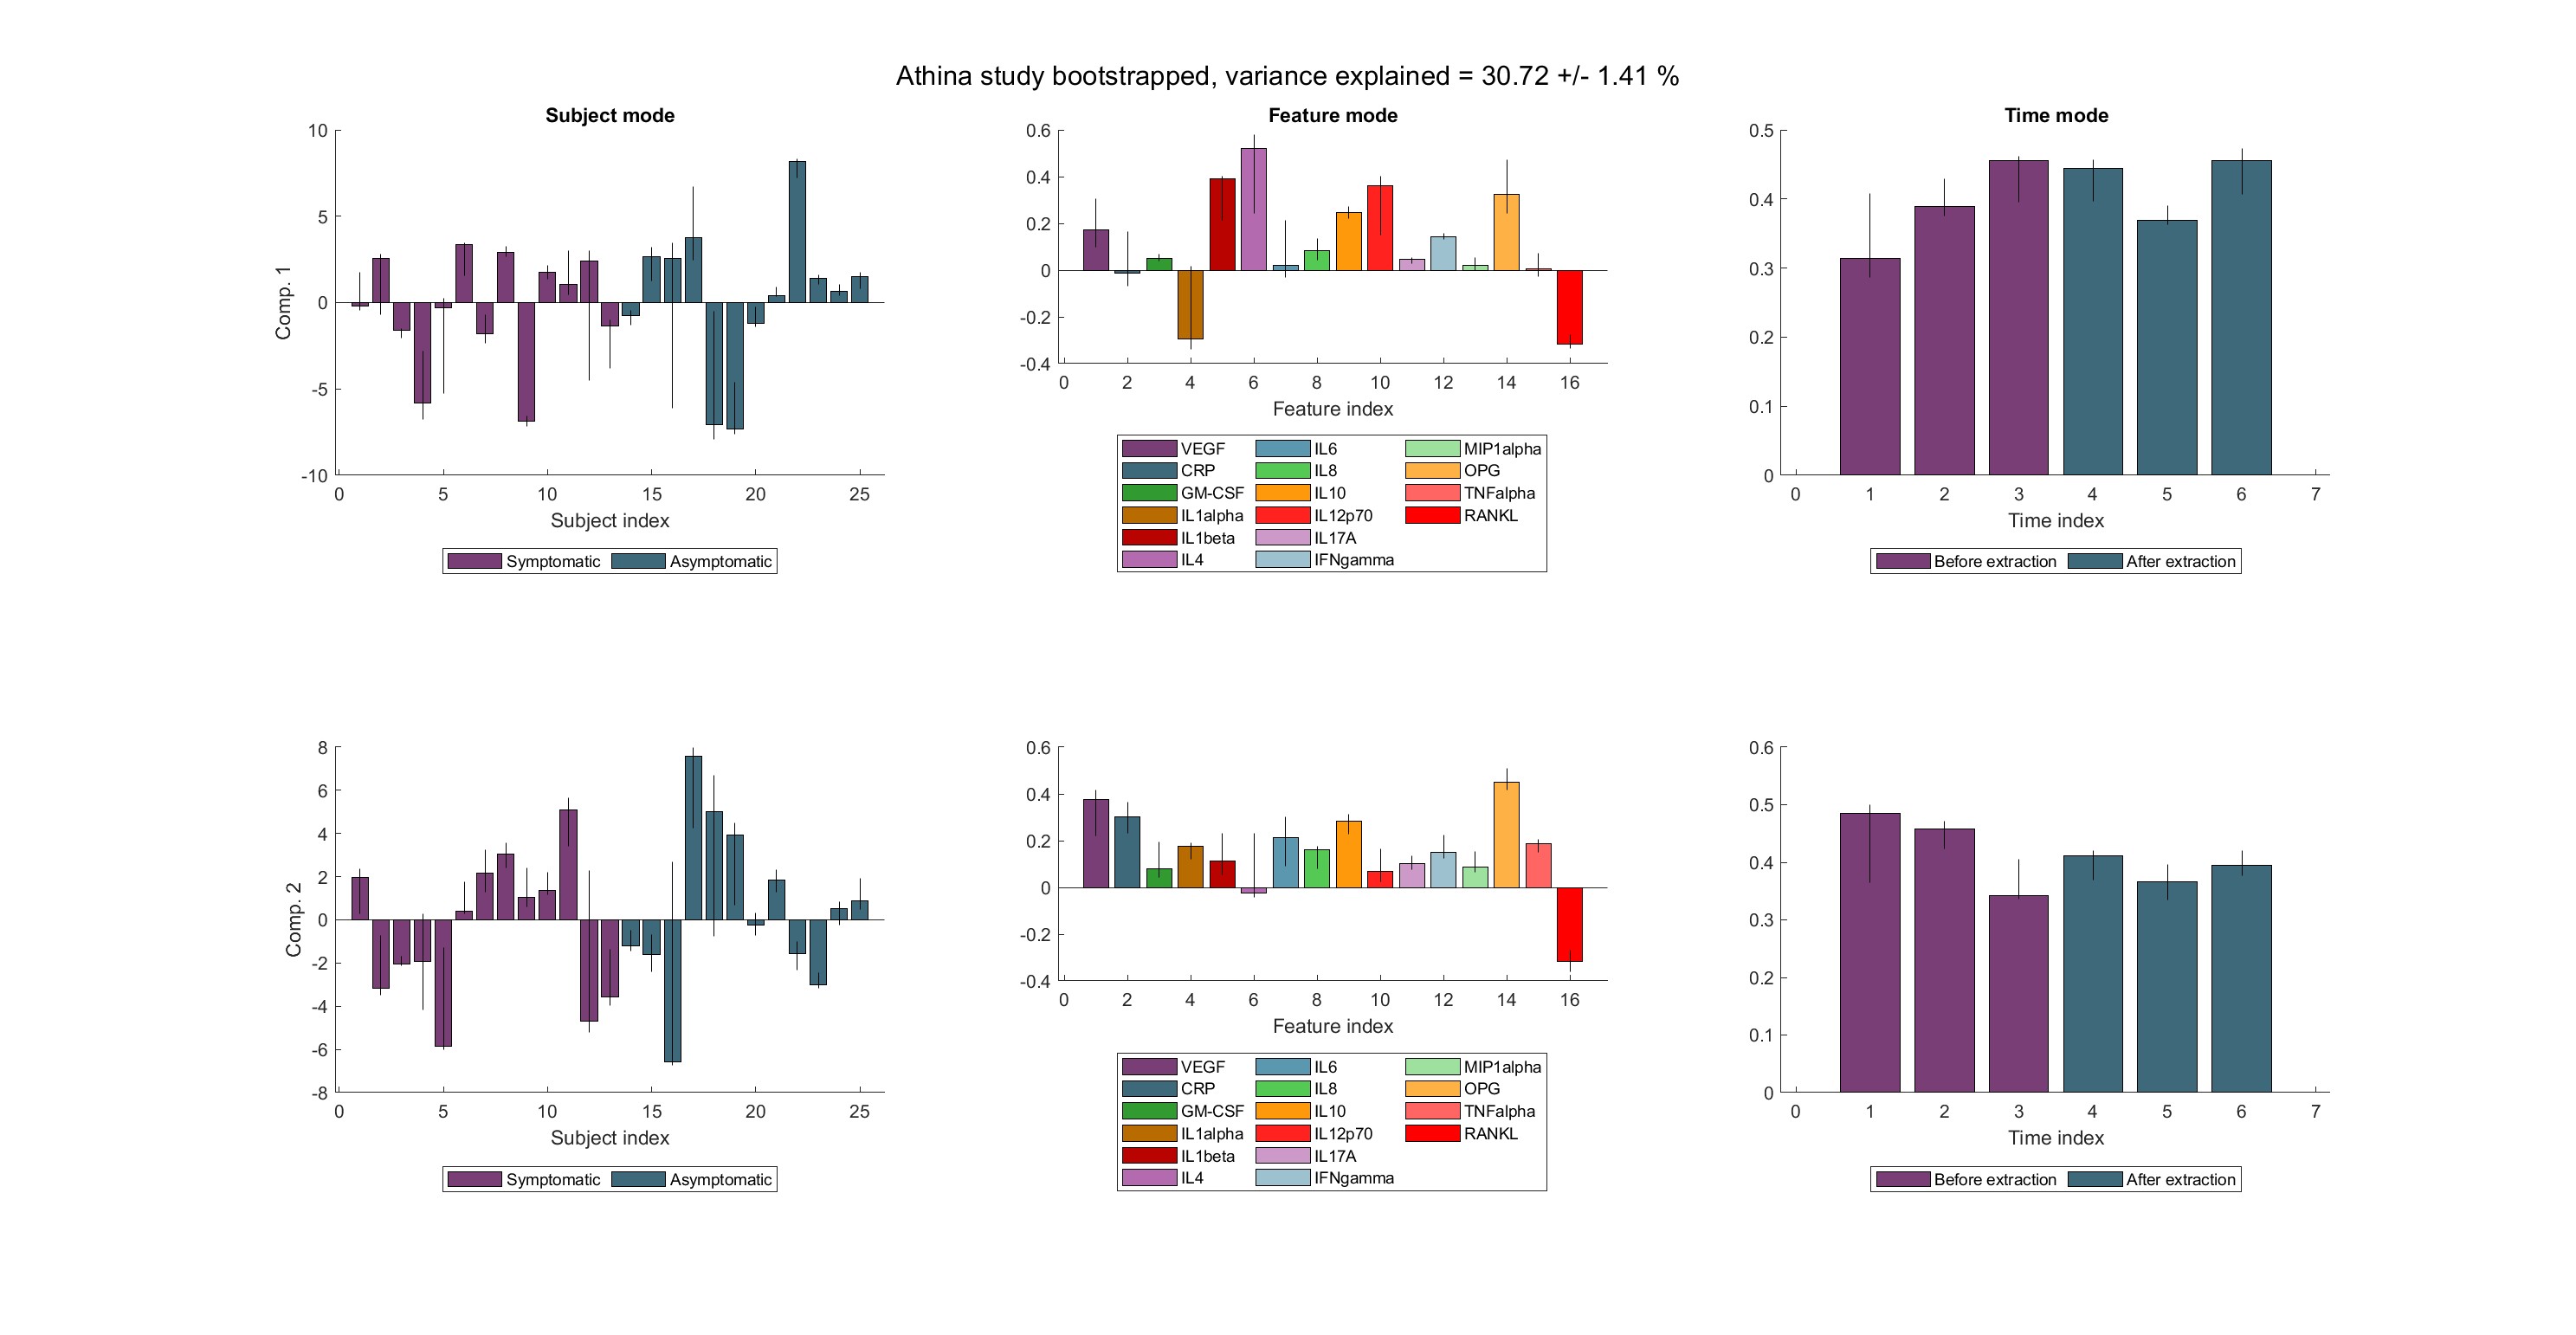 Athina study bootstrapped, variance explained = 30.72 +/- 1.41 %
Subject mode
Comp. 1
10
5
0
-5
-10
0 5 10 15 20 25
Subject index
Symptomatic Asymptomatic
Feature mode
0.6
0.4
0.2
0
-0.2
-0.4
0 2 4 6 8 10 12 14 16
Feature index
VEGF IL6 MIP1alpha
CRP IL8 OPG
GM-CSF IL10 TNFalpha
IL1alpha IL12p70 RANKL
IL1beta IL17A
IL4 IFNgamma
Time mode
0.5
0.4
0.3
0.2
0.1
0
0 1 2 3 4 5 6 7
Time index
Before extraction After extraction
Comp. 2
8
6
4
2
0
-2
-4
-6
-8
0 5 10 15 20 25
Subject index
Symptomatic Asymptomatic
0.6
0.4
0.2
0
-0.2
-0.4
0 2 4 6 8 10 12 14 16
Feature index
VEGF IL6 MIP1alpha
CRP IL8 OPG
GM-CSF IL10 TNFalpha
IL1alpha IL12p70 RANKL
IL1beta IL17A
IL4 IFNgamma
0.6
0.5
0.4
0.3
0.2
0.1
0
0 1 2 3 4 5 6 7
Time index
Before extraction After extraction